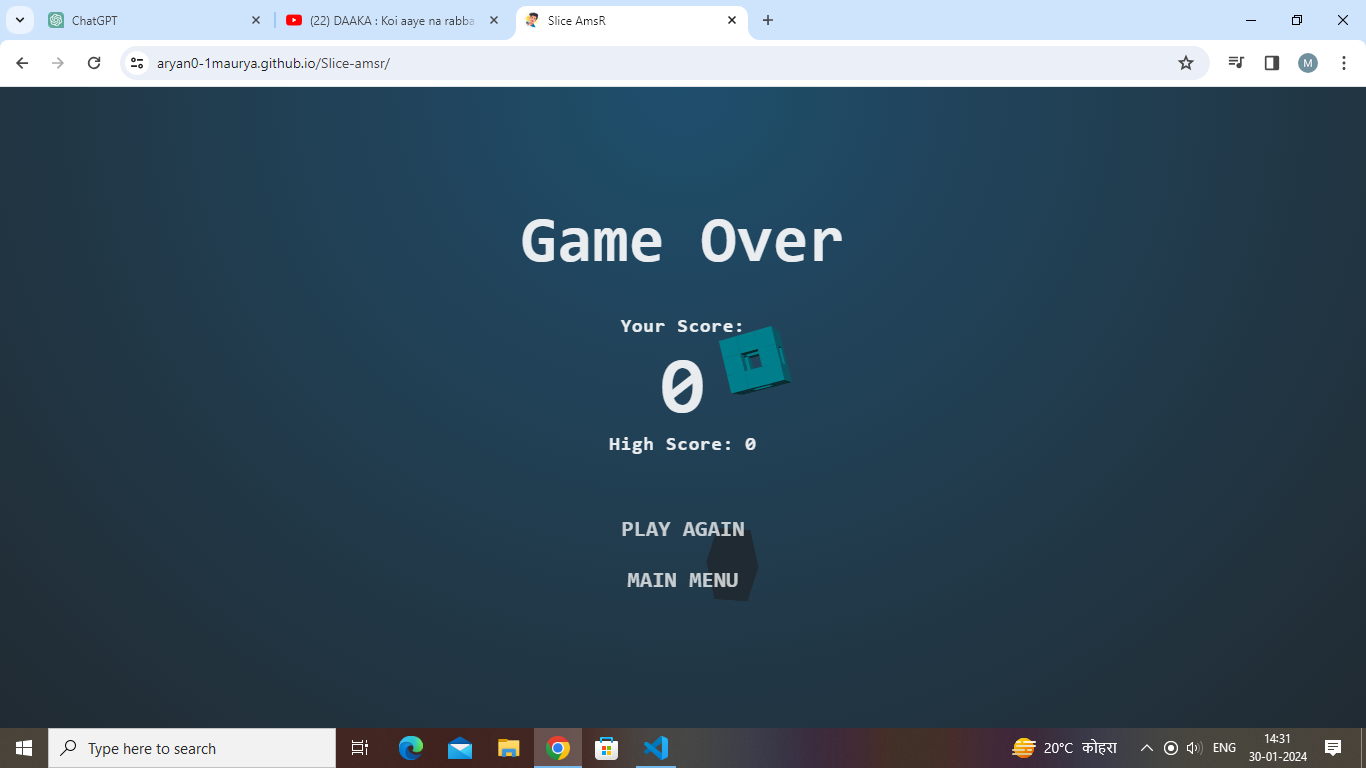 ChatGPT
(22) DAAKA : Koi aaye na rabba
Slice AmsR
aryan0-1maurya.github.io/Slice-amsr/
M
Game Over
Your Score:
0
High Score: 0
PLAY AGAIN
MAIN MENU
Type here to search
20°C कोहरा
ENG
14:31
30-01-2024